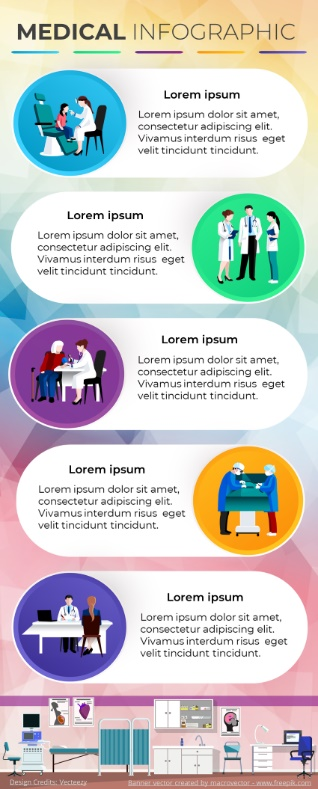 MEDICAL INFOGRAPHIC
Lorem ipsum
Lorem ipsum dolor sit amet,
consectetur adipiscing elit.
Vivamus interdum risus eget
velit tincidunt tincidunt.
Lorem ipsum
Lorem ipsum dolor sit amet,
consectetur adipiscing elit.
Vivamus interdum risus eget
velit tincidunt tincidunt.
Lorem ipsum
Lorem ipsum dolor sit amet,
consectetur adipiscing elit.
Vivamus interdum risus eget
velit tincidunt tincidunt.
Lorem ipsum
Lorem ipsum dolor sit amet,
consectetur adipiscing elit.
Vivamus interdum risus eget
velit tincidunt tincidunt.
Lorem ipsum
Lorem ipsum dolor sit amet,
consectetur adipiscing elit.
Vivamus interdum risus eget
velit tincidunt tincidunt.
Design Credits: Vecteezy Banner vector created by macrovector - www.freepik.com